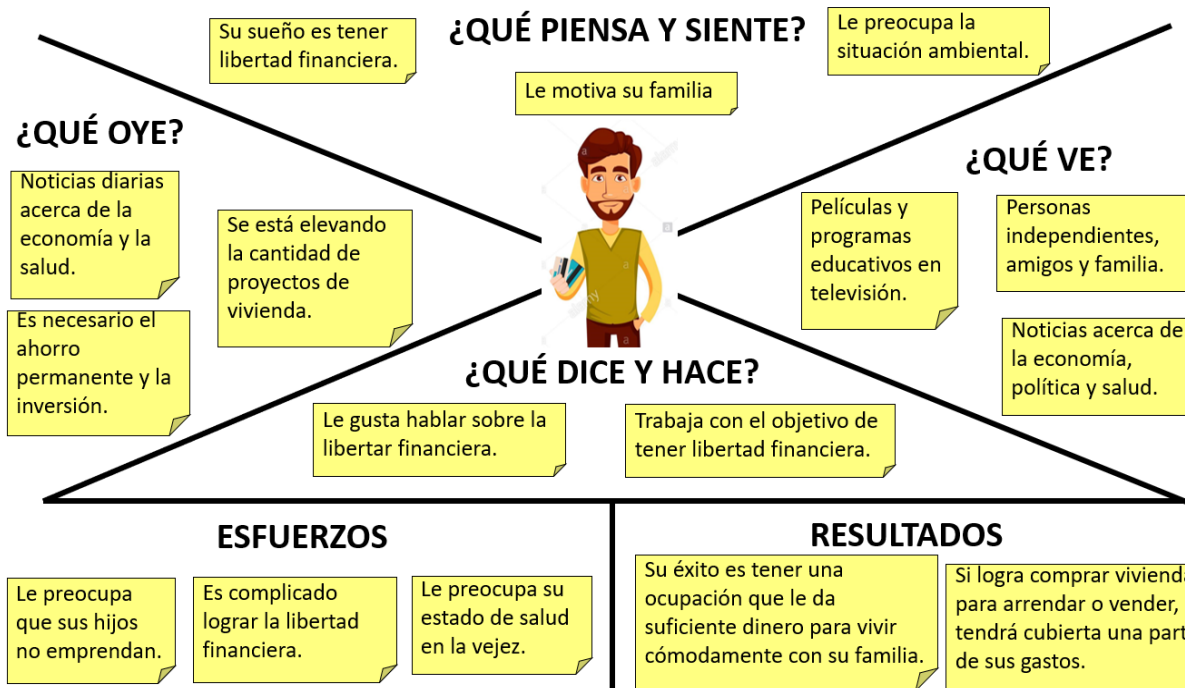 ¿QUÉ PIENSA Y SIENTE?
Su sueño es tener
libertad financiera.
Le motiva su familia
Le preocupa la
situación ambiental.
¿QUÉ OYE?
Noticias diarias
acerca de la
economía y la
salud.
Se está elevando
la cantidad de
proyectos de
vivienda.
Es necesario el
ahorro
permanente y la
inversión.
¿QUÉ VE?
Películas y
programas
educativos en
televisión.
Personas
independientes,
amigos y familia.
Noticias acerca de
la economía,
política y salud.
¿QUÉ DICE Y HACE?
Le gusta hablar sobre la
libertar financiera.
Trabaja con el objetivo de
tener libertad financiera.
ESFUERZOS
Le preocupa
que sus hijos
no emprendan.
Es complicado
lograr la libertad
financiera.
Le preocupa su
estado de salud
en la vejez.
RESULTADOS
Su éxito es tener una
ocupación que le da
suficiente dinero para vivir
cómodamente con su familia.
Si logra comprar vivienda
para arrendar o vender,
tendrá cubierta una part
de sus gastos.